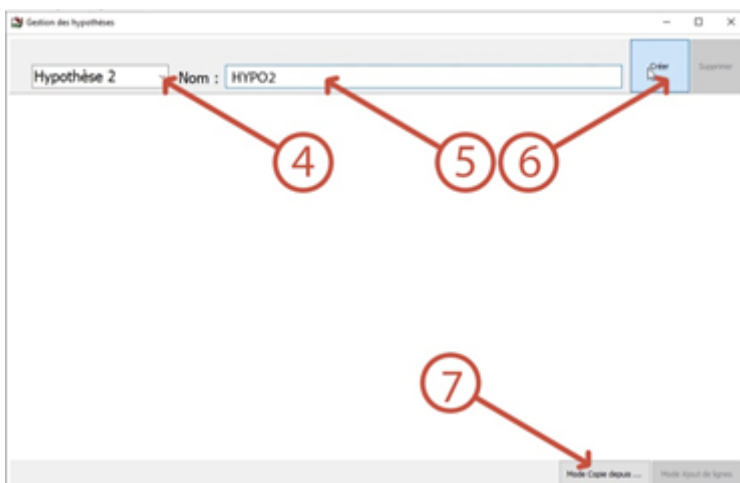 Gestion des hypothèses
Hypothèse 2 Nom : HYPO2 Créer Supprimer
4 5 6
7
Mode Copie depuis ... Mode Ajout de lignes